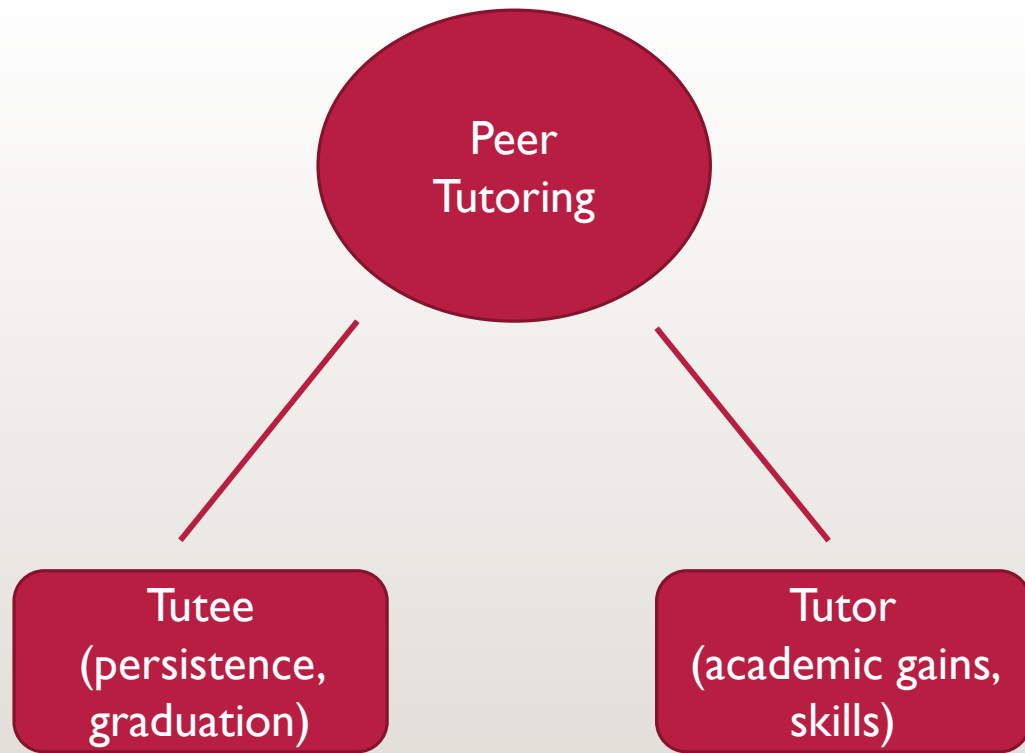 Peer
Tutoring
Tutee
(persistence,
graduation)
Tutor
(academic gains,
skills)